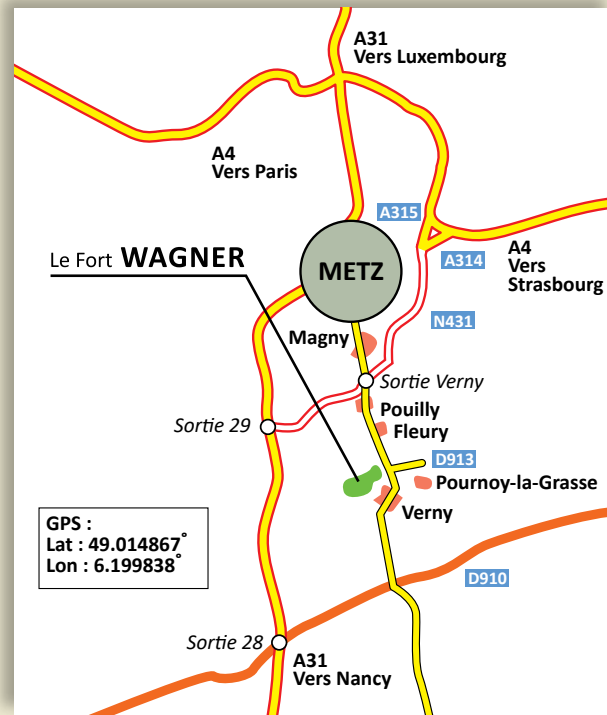 A31
Vers Luxembourg
A4
Vers Paris
A315
Le Fort WAGNER
METZ
A314
A4
Vers
Strasbourg
N431
Magny
Sortie Verny
Pouilly
Sortie 29
Fleury
D913
Pournoy-la-Grasse
Verny
GPS :
Lat : 49.014867°
Lon : 6.199838°
D910
Sortie 28
A31
Vers Nancy